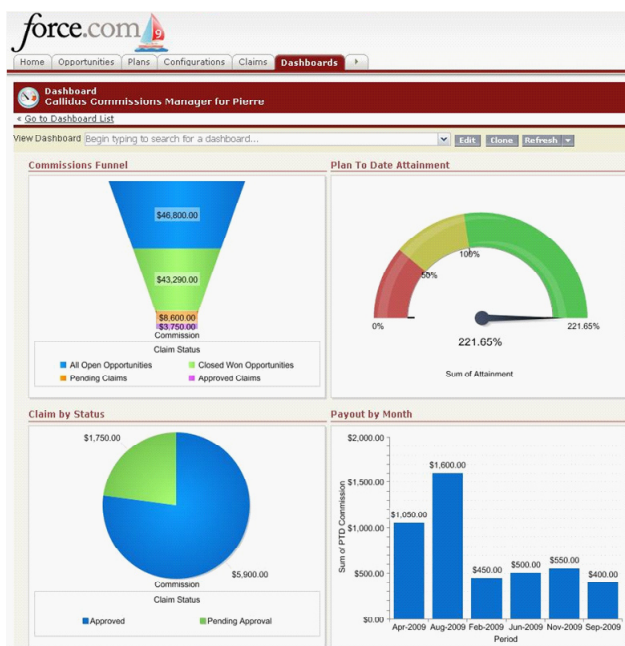 force.com
9
Home Opportunities Plans Configurations Claims Dashboards
Dashboard
Callidus Commissions Manager for Pierre
« Go to Dashboard List
View Dashboard Begin typing to search for a dashboard... Edit Clone Refresh
Commissions Funnel
$46,800.00
$43,290.00
$8,600.00
$3,750.00
Commission
Claim Status
All Open Opportunities Closed Won Opportunities
Pending Claims Approved Claims
Plan To Date Attainment
100%
50%
0% 221.65%
221.65%
Sum of Attainment
Claim by Status
$1,750.00
$5,900.00
Commission
Claim Status
Approved Pending Approval
Payout by Month
Sum of PTD Commission
$2,000.00
$1,600.00
$1,500.00
$1,050.00
$1,000.00
$500.00
$450.00 $500.00 $550.00 $400.00
$0.00
Apr-2009 Aug-2009 Feb-2009 Jun-2009 Nov-2009 Sep-2009
Period